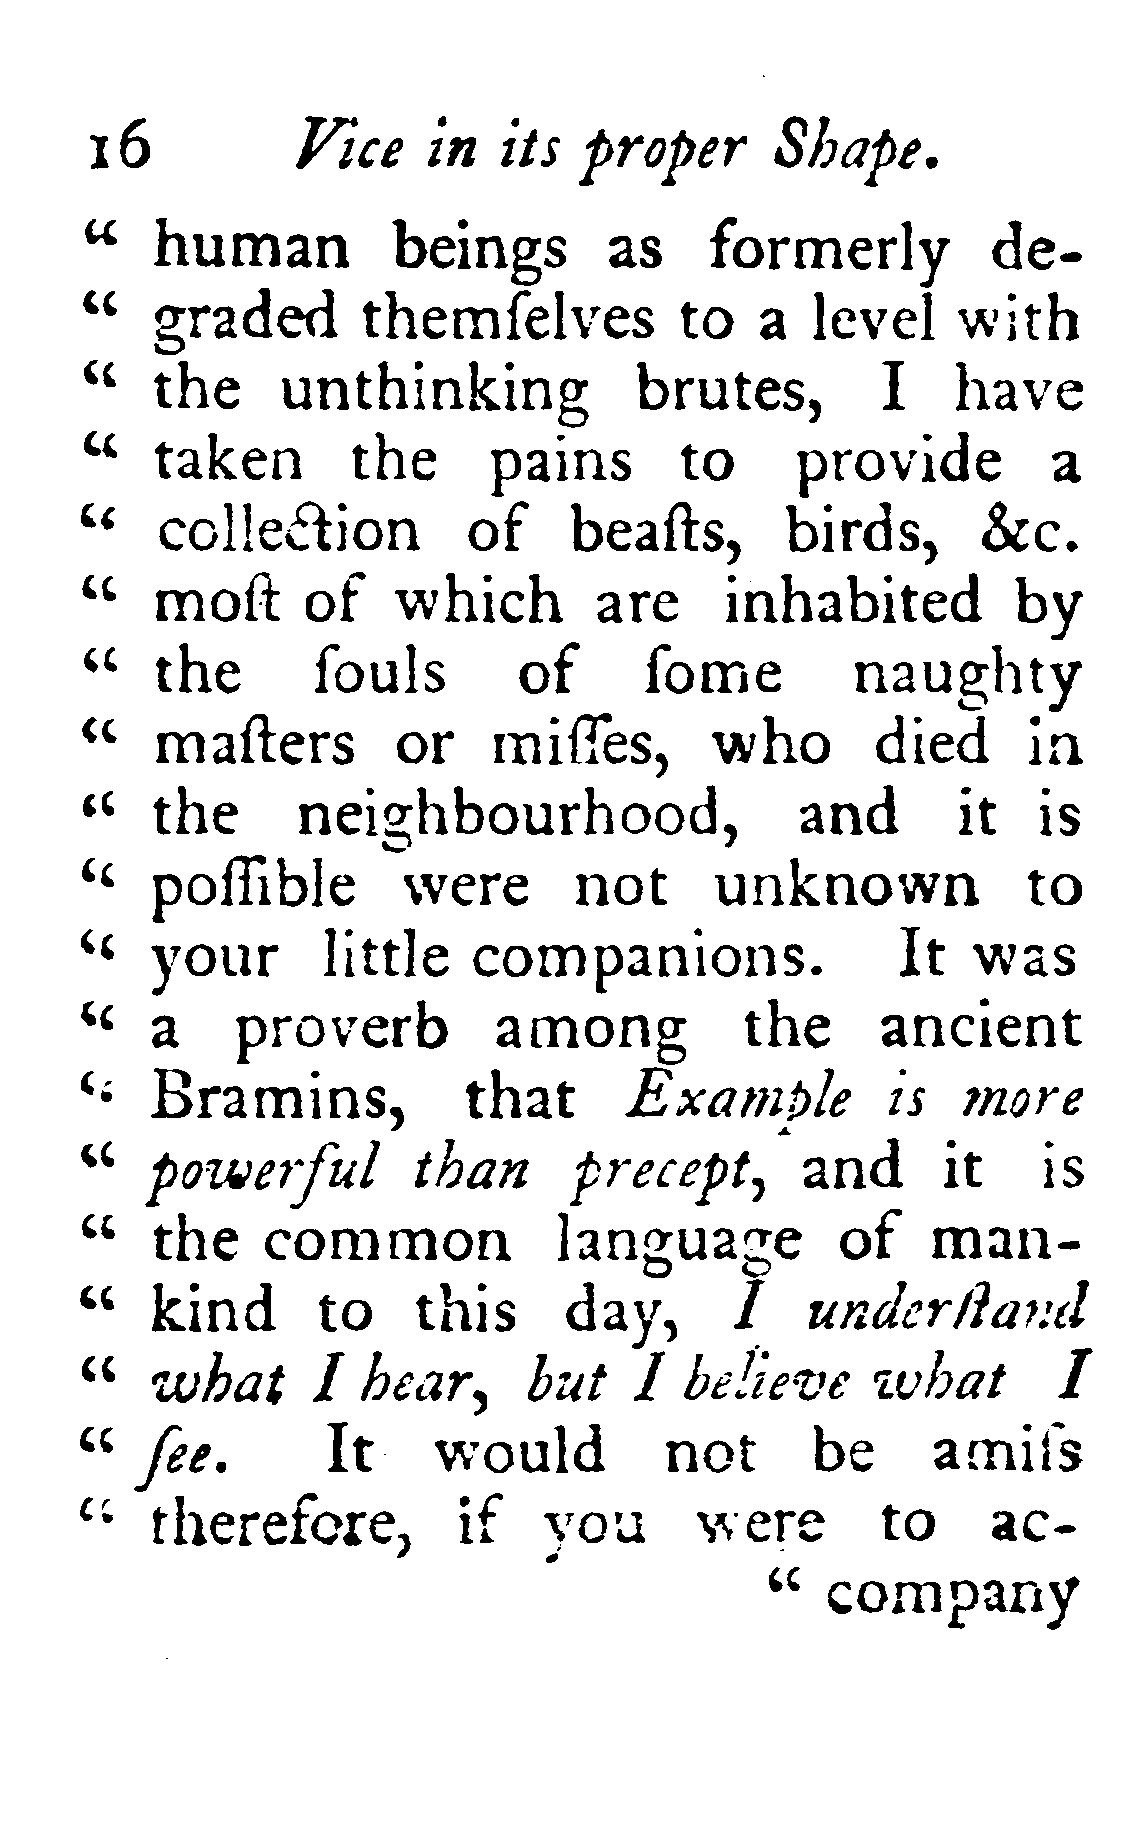 16 Vice in its proper Shape.
“ human beings as formerly de-
“ graded themſelves to a level with
“ the unthinking brutes, I have
“ taken the pains to provide a
“ collection of beaſts, birds, &c.
“ moſt of which are inhabited by
“ the ſouls of ſome naughty
“ maſters or miſſes, who died in
“ the neighbourhood, and it is
“ poſſible were not unknown to
“ your little companions. It was
“ a proverb among the ancient
“ Bramins, that Example is more
“ powerful than precept, and it is
“ the common language of man-
“ kind to this day, I underſtand
“ what I hear, but I believe what I
“ ſee. It would not be amiſs
“ therefore, if you were to ac-
“ company